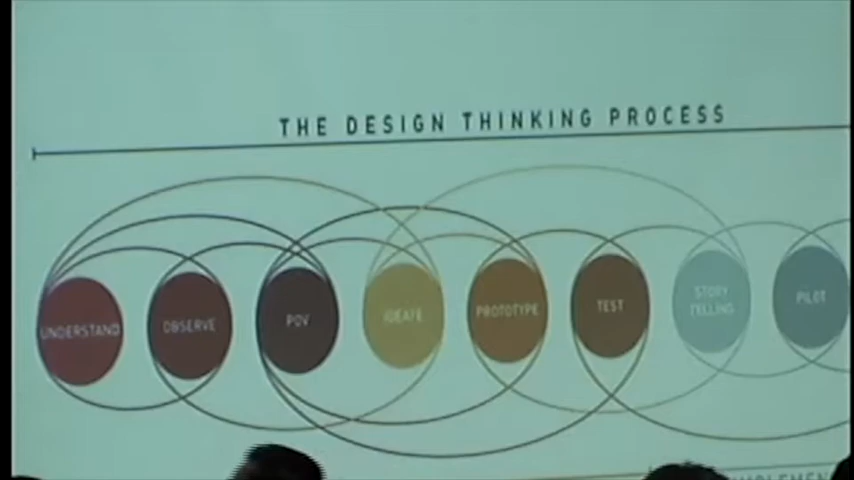 THE DESIGN THINKING PROCESS
UNDERSTAND
OBSERVE
POV
IDEATE
PROTOTYPE
TEST
STORY
TELLING
PILOT